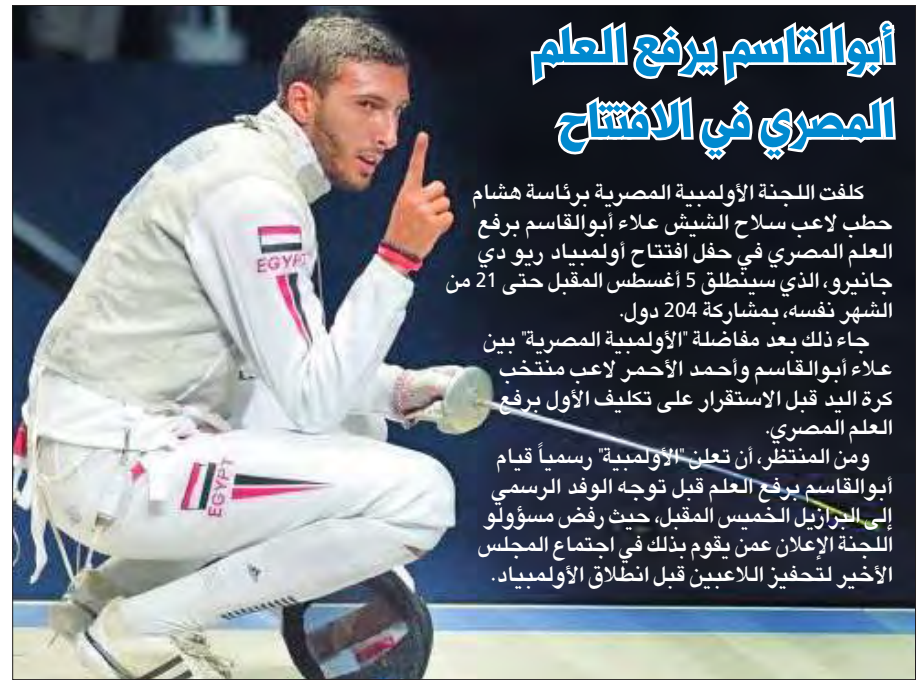 أبوالقاسم يرفع العلم
المصري في الافتتاح
كلفت اللجنة الأولمبية المصرية برئاسة هشام
حطب لاعب سلاح الشيش علاء أبوالقاسم برفع
العلم المصري في حفل افتتاح أولمبياد ريو دي
جانيرو، الذي سينطلق 5 أغسطس المقبل حتى 21 من
الشهر نفسه، بمشاركة 204 دول.
جاء ذلك بعد مفاضلة "الأولمبية المصرية" بين
علاء أبوالقاسم وأحمد الأحمر لاعب منتخب
كرة اليد قبل الاستقرار على تكليف الأول برفع
العلم المصري.
ومن المنتظر، أن تعلن "الأولمبية" رسمياً قيام
أبوالقاسم برفع العلم قبل توجه الوفد الرسمي
إلى البرازيل الخميس المقبل، حيث رفض مسؤولو
اللجنة الإعلان عمن يقوم بذلك في اجتماع المجلس
الأخير لتحفيز اللاعبين قبل انطلاق الأولمبياد.
EGYPT
EGYPT